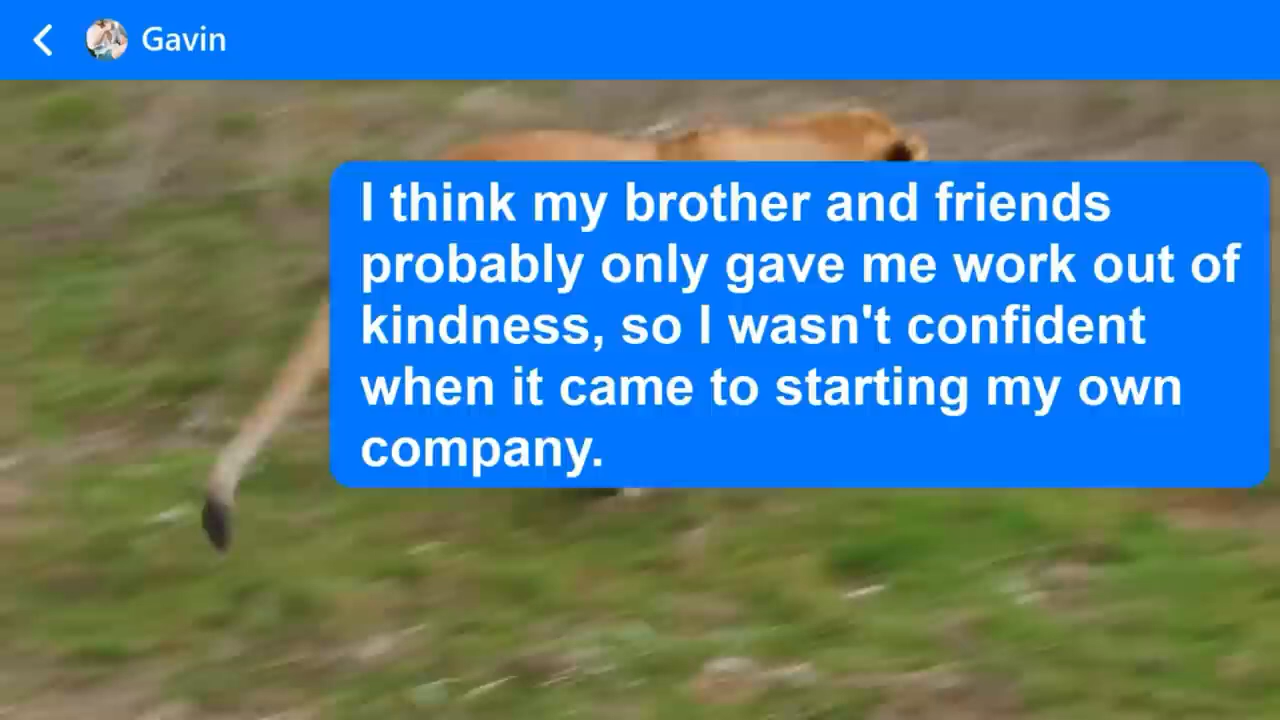 Gavin
I think my brother and friends
probably only gave me work out of
kindness, so I wasn't confident
when it came to starting my own
company.